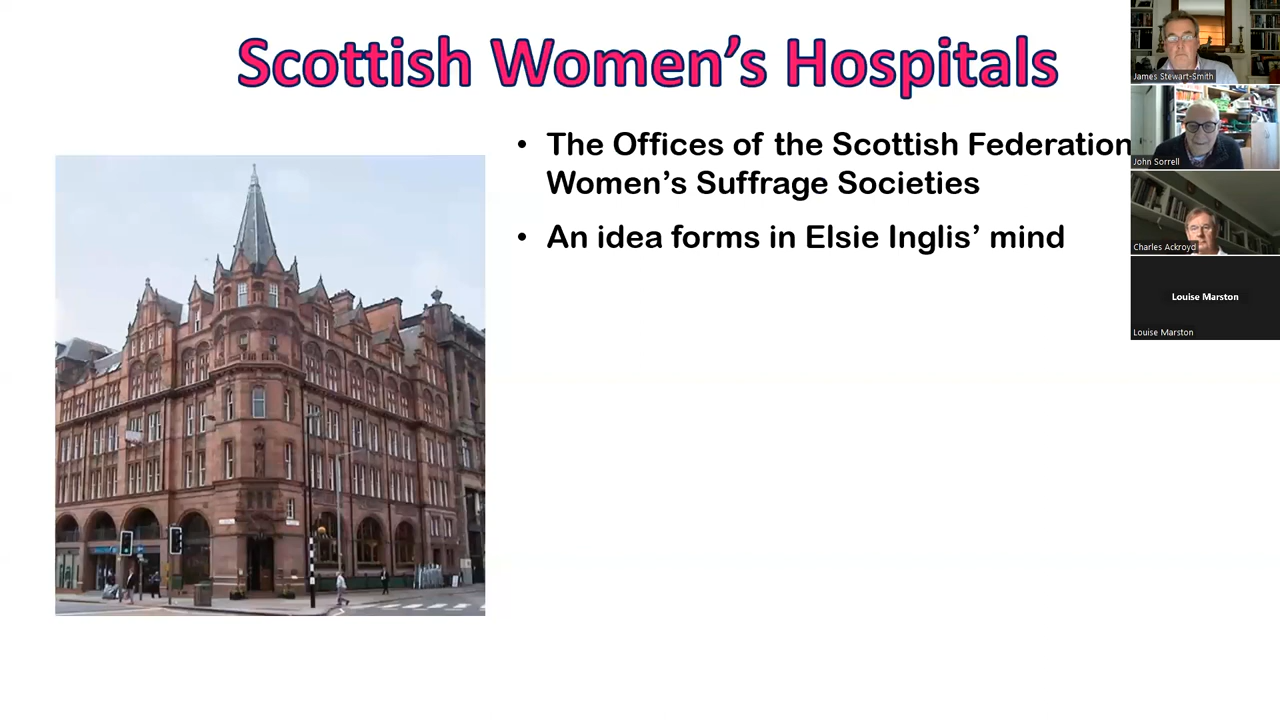 Scottish Women's Hospitals
• The Offices of the Scottish Federation
Women's Suffrage Societies
• An idea forms in Elsie Inglis' mind
James Stewart-Smith
John Sorrell
Charles Ackroyd
Louise Marston
Louise Marston